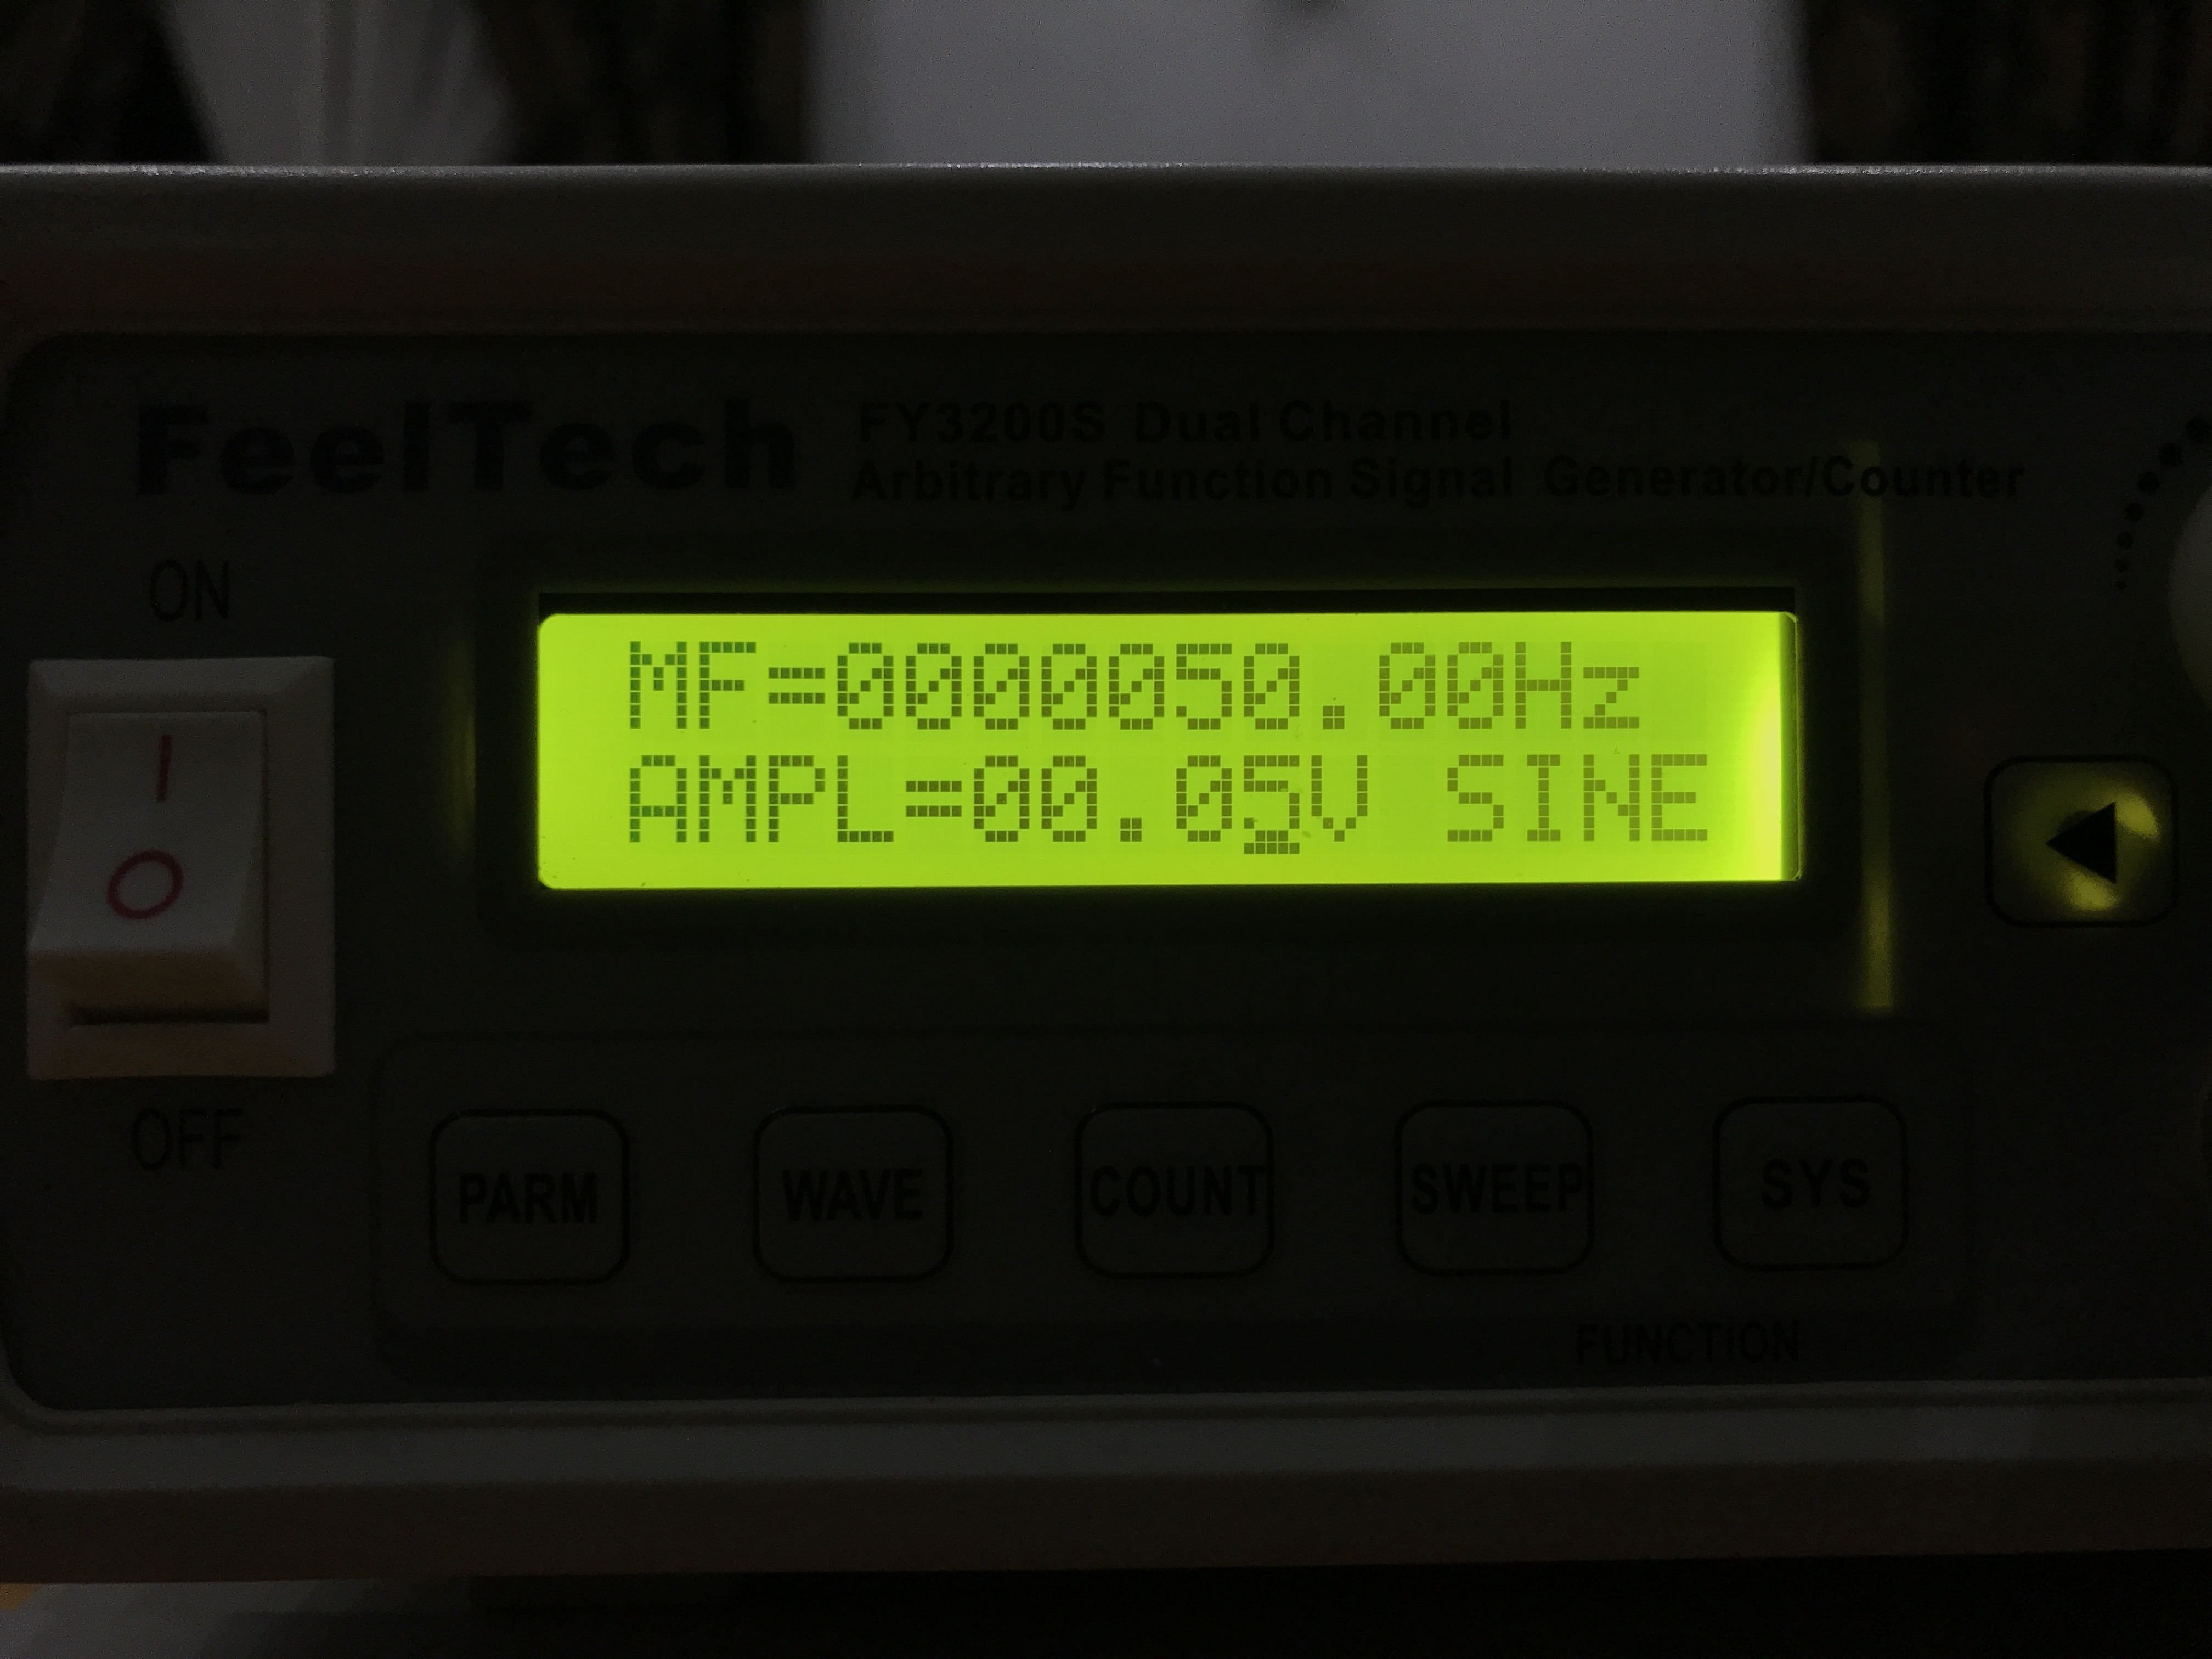 FeelTech
FY3200S Dual Channel
Arbitrary Function Signal Generator/Counter
ON
MF=0000050.00Hz
AMPL=00.05V SINE
OFF
PARM
WAVE
COUNT
SWEEP
SYS
FUNCTION